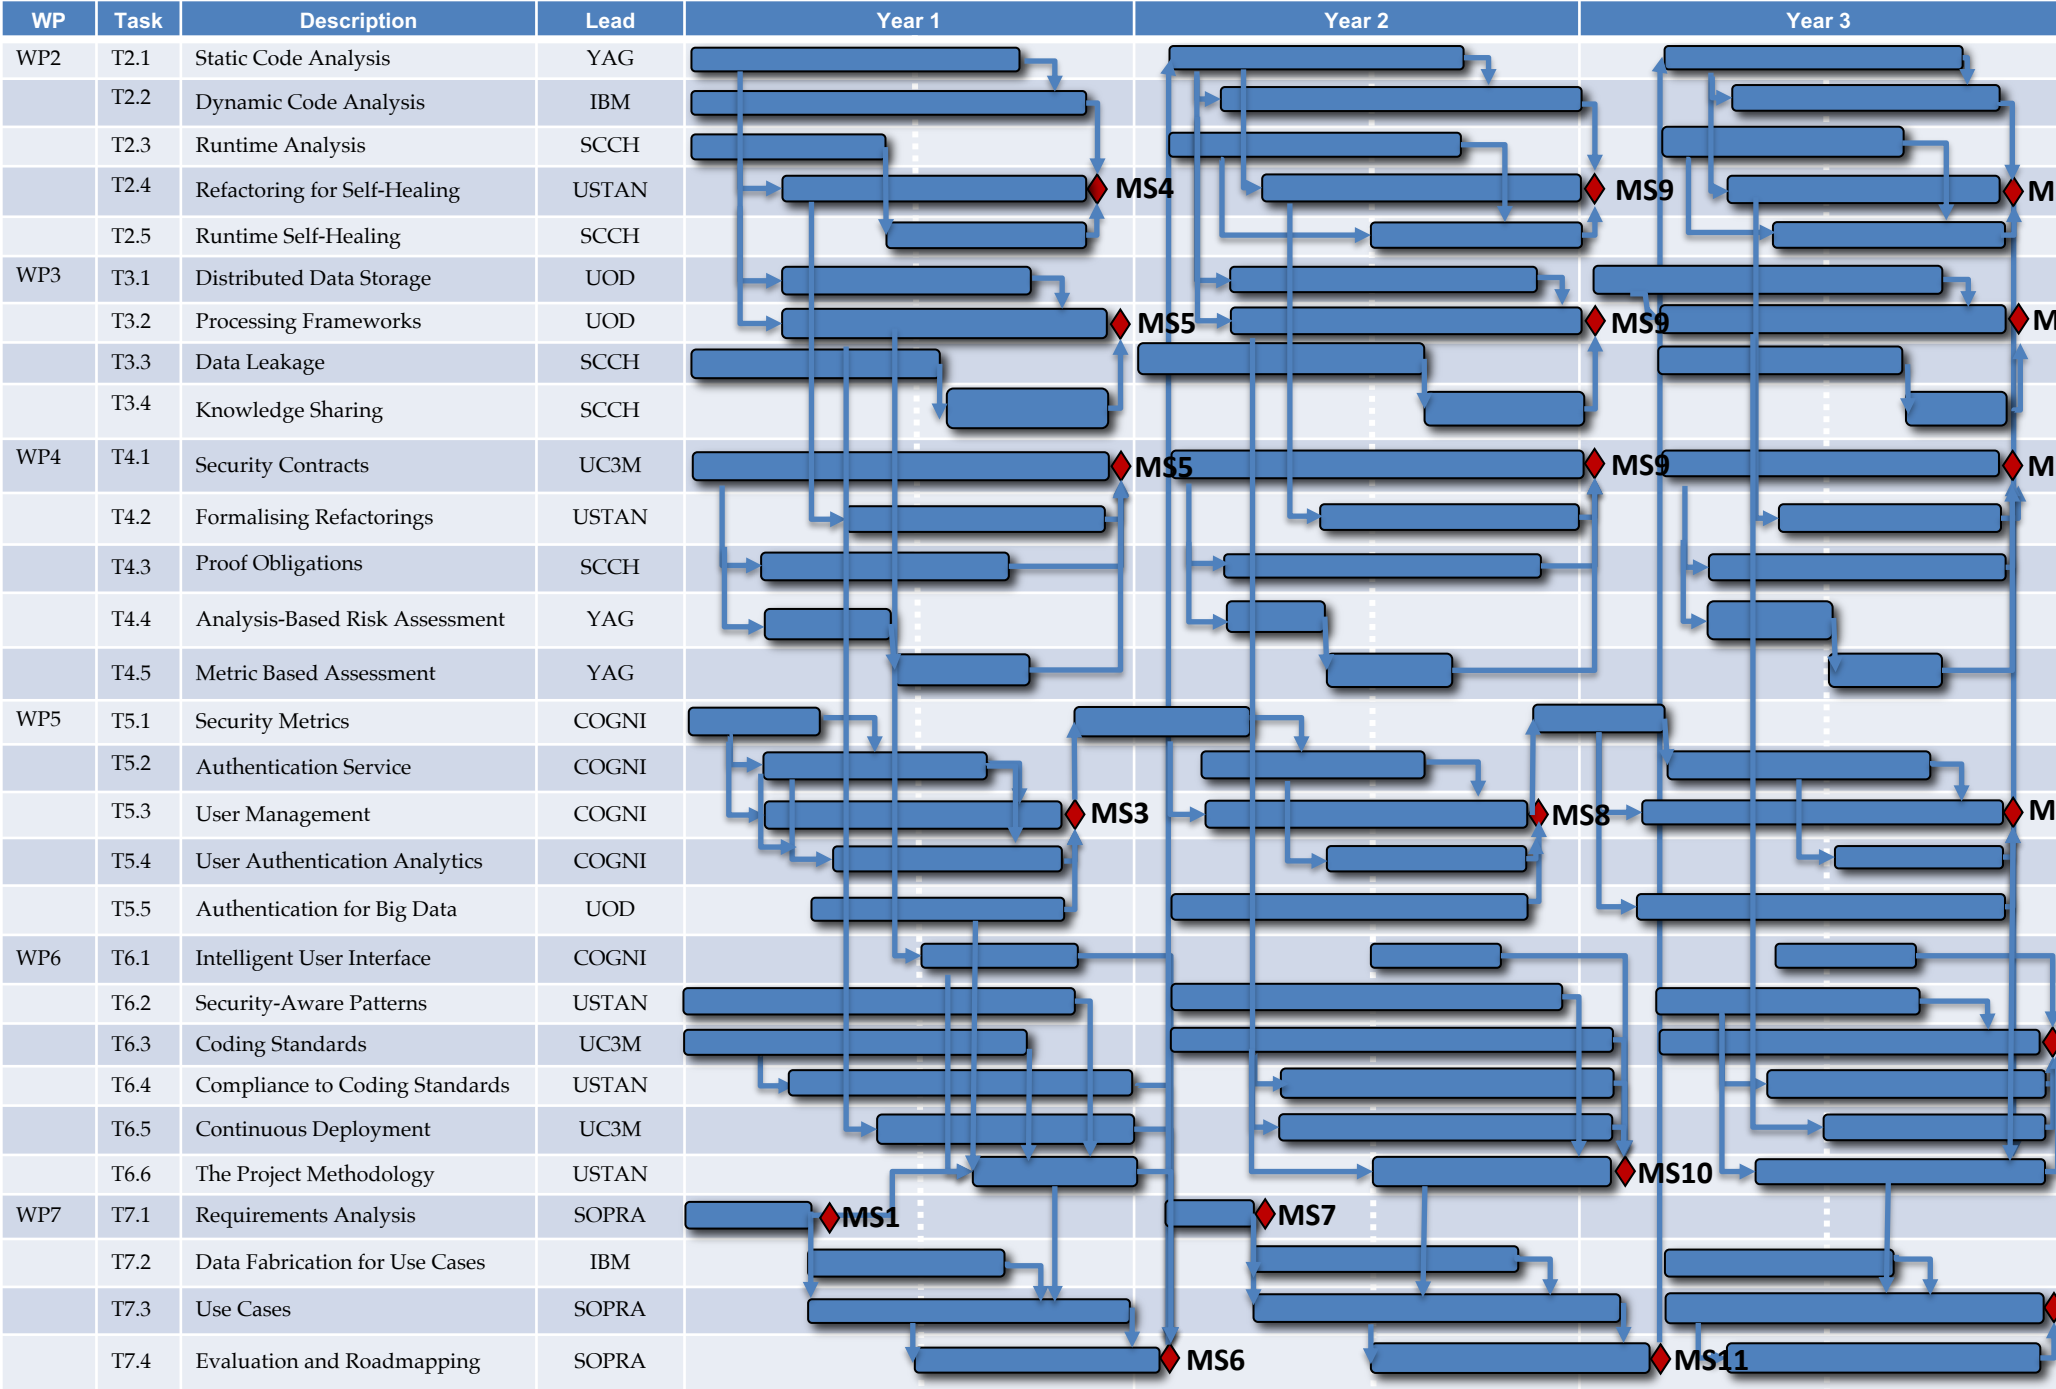 WP Task Description Lead Year 1 Year 2 Year 3
WP2 T2.1 Static Code Analysis YAG
T2.2 Dynamic Code Analysis IBM
T2.3 Runtime Analysis SCCH
T2.4 Refactoring for Self-Healing USTAN MS4 MS9 M
T2.5 Runtime Self-Healing SCCH
WP3 T3.1 Distributed Data Storage UOD
T3.2 Processing Frameworks UOD MS5 MS9 M
T3.3 Data Leakage SCCH
T3.4 Knowledge Sharing SCCH
WP4 T4.1 Security Contracts UC3M MS5 MS9 M
T4.2 Formalising Refactorings USTAN
T4.3 Proof Obligations SCCH
T4.4 Analysis-Based Risk Assessment YAG
T4.5 Metric Based Assessment YAG
WP5 T5.1 Security Metrics COGNI
T5.2 Authentication Service COGNI
T5.3 User Management COGNI MS3 MS8 M
T5.4 User Authentication Analytics COGNI
T5.5 Authentication for Big Data UOD
WP6 T6.1 Intelligent User Interface COGNI
T6.2 Security-Aware Patterns USTAN
T6.3 Coding Standards UC3M
T6.4 Compliance to Coding Standards USTAN
T6.5 Continuous Deployment UC3M
T6.6 The Project Methodology USTAN MS10
WP7 T7.1 Requirements Analysis SOPRA MS1 MS7
T7.2 Data Fabrication for Use Cases IBM
T7.3 Use Cases SOPRA
T7.4 Evaluation and Roadmapping SOPRA MS6 MS11